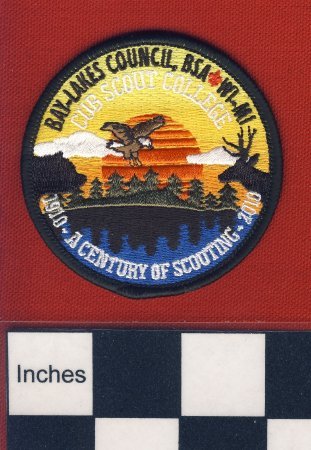 BAY-LAKES COUNCIL, BSA WI-MI
CUB SCOUT COLLEGE
1910 - A CENTURY OF SCOUTING - 2010
Inches